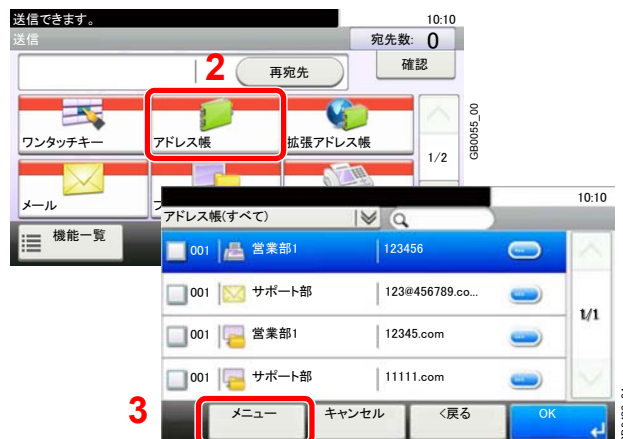 送信できます。
10:10
送信
宛先数: 0
2
再宛先
確認
ワンタッチキー
アドレス帳
拡張アドレス帳
1/2
GB0055_00
メール
機能一覧
10:10
アドレス帳(すべて)
001 営業部1 123456
001 サポート部 123@456789.co...
001 営業部1 12345.com
001 サポート部 11111.com
1/1
3
メニュー
キャンセル
<戻る
OK